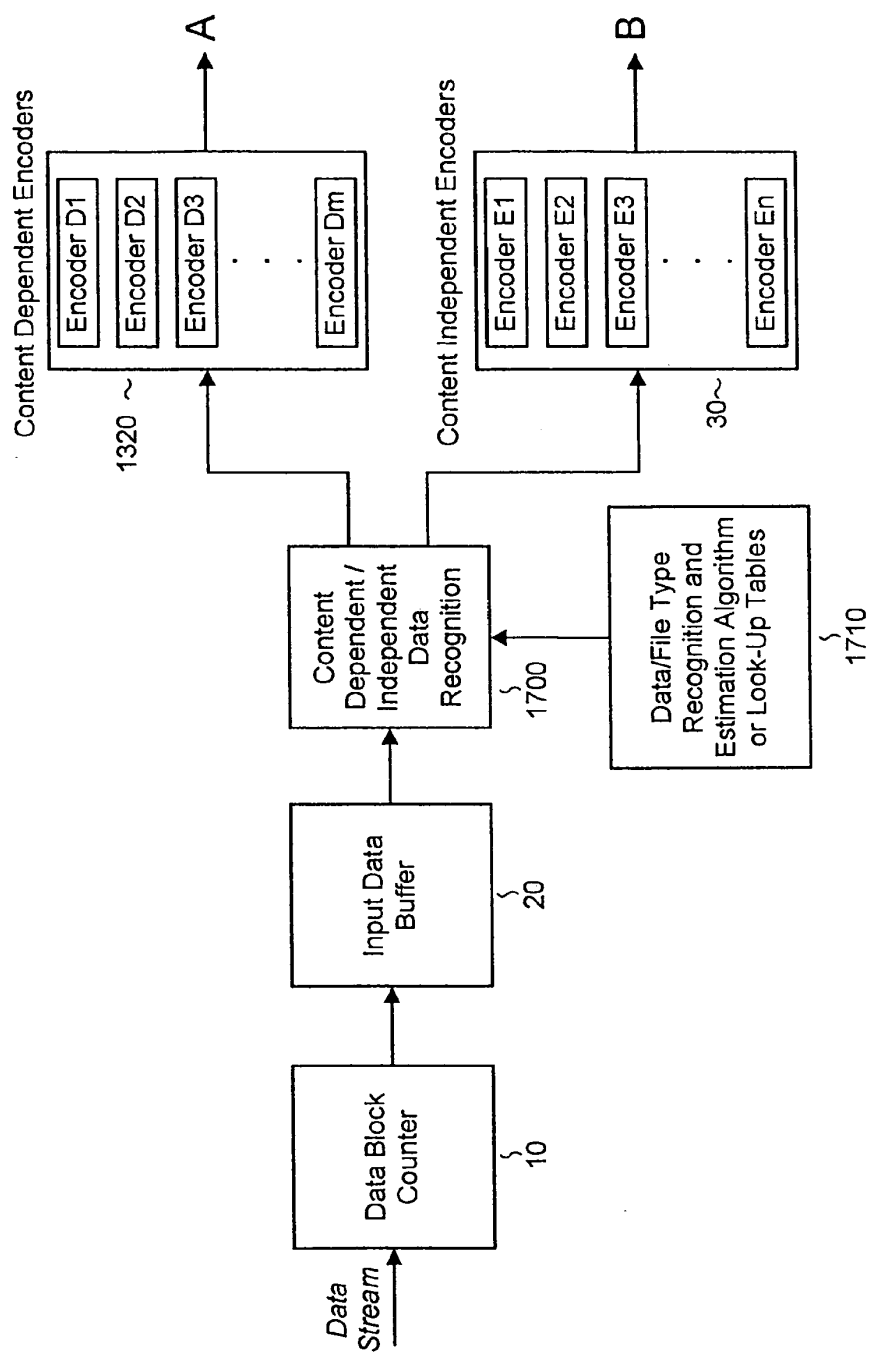 Data
Stream
Data Block
Counter
10
Input Data
Buffer
20
Content
Dependent /
Independent
Data
Recognition
1700
Data/File Type
Recognition and
Estimation Algorithm
or Look-Up Tables
1710
Content Dependent Encoders
Encoder D1
Encoder D2
Encoder D3
. . .
Encoder Dm
1320
A
Content Independent Encoders
Encoder E1
Encoder E2
Encoder E3
. . .
Encoder En
30
B